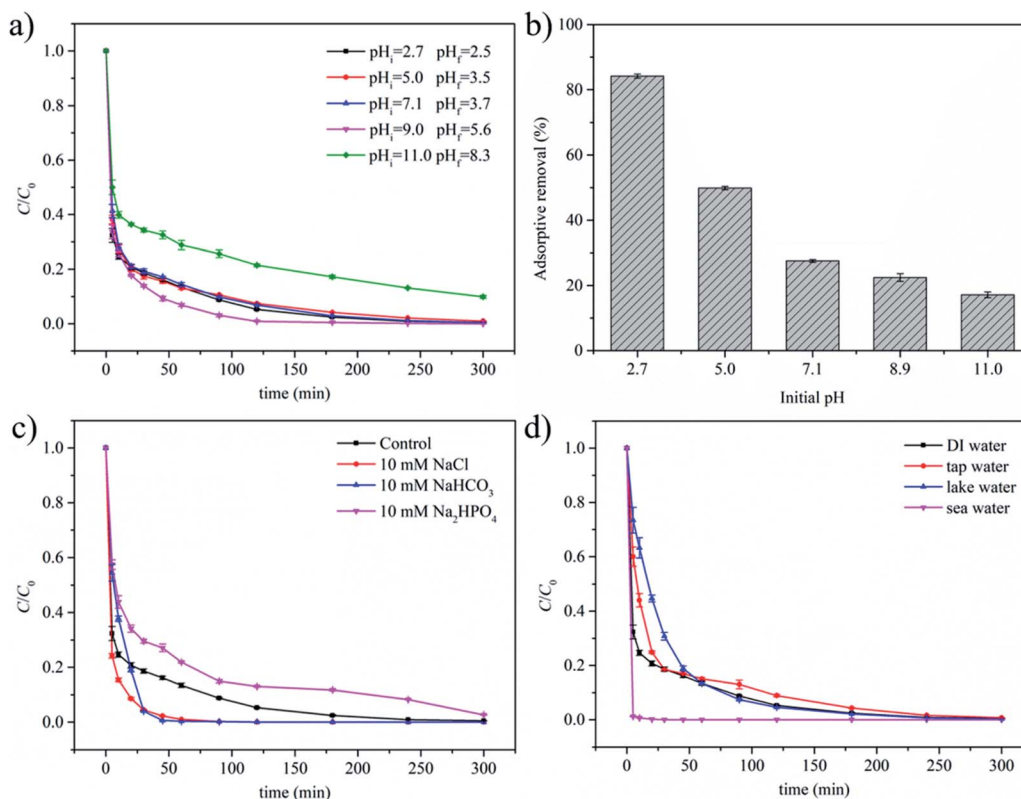 a)
C/C₀
1.0
0.8
0.6
0.4
0.2
0.0
pHᵢ=2.7 pH_f=2.5
pHᵢ=5.0 pH_f=3.5
pHᵢ=7.1 pH_f=3.7
pHᵢ=9.0 pH_f=5.6
pHᵢ=11.0 pH_f=8.3
0 50 100 150 200 250 300
time (min)
b)
Adsorptive removal (%)
100
80
60
40
20
0
2.7 5.0 7.1 8.9 11.0
Initial pH
c)
C/C₀
1.0
0.8
0.6
0.4
0.2
0.0
Control
10 mM NaCl
10 mM NaHCO₃
10 mM Na₂HPO₄
0 50 100 150 200 250 300
time (min)
d)
C/C₀
1.0
0.8
0.6
0.4
0.2
0.0
DI water
tap water
lake water
sea water
0 50 100 150 200 250 300
time (min)